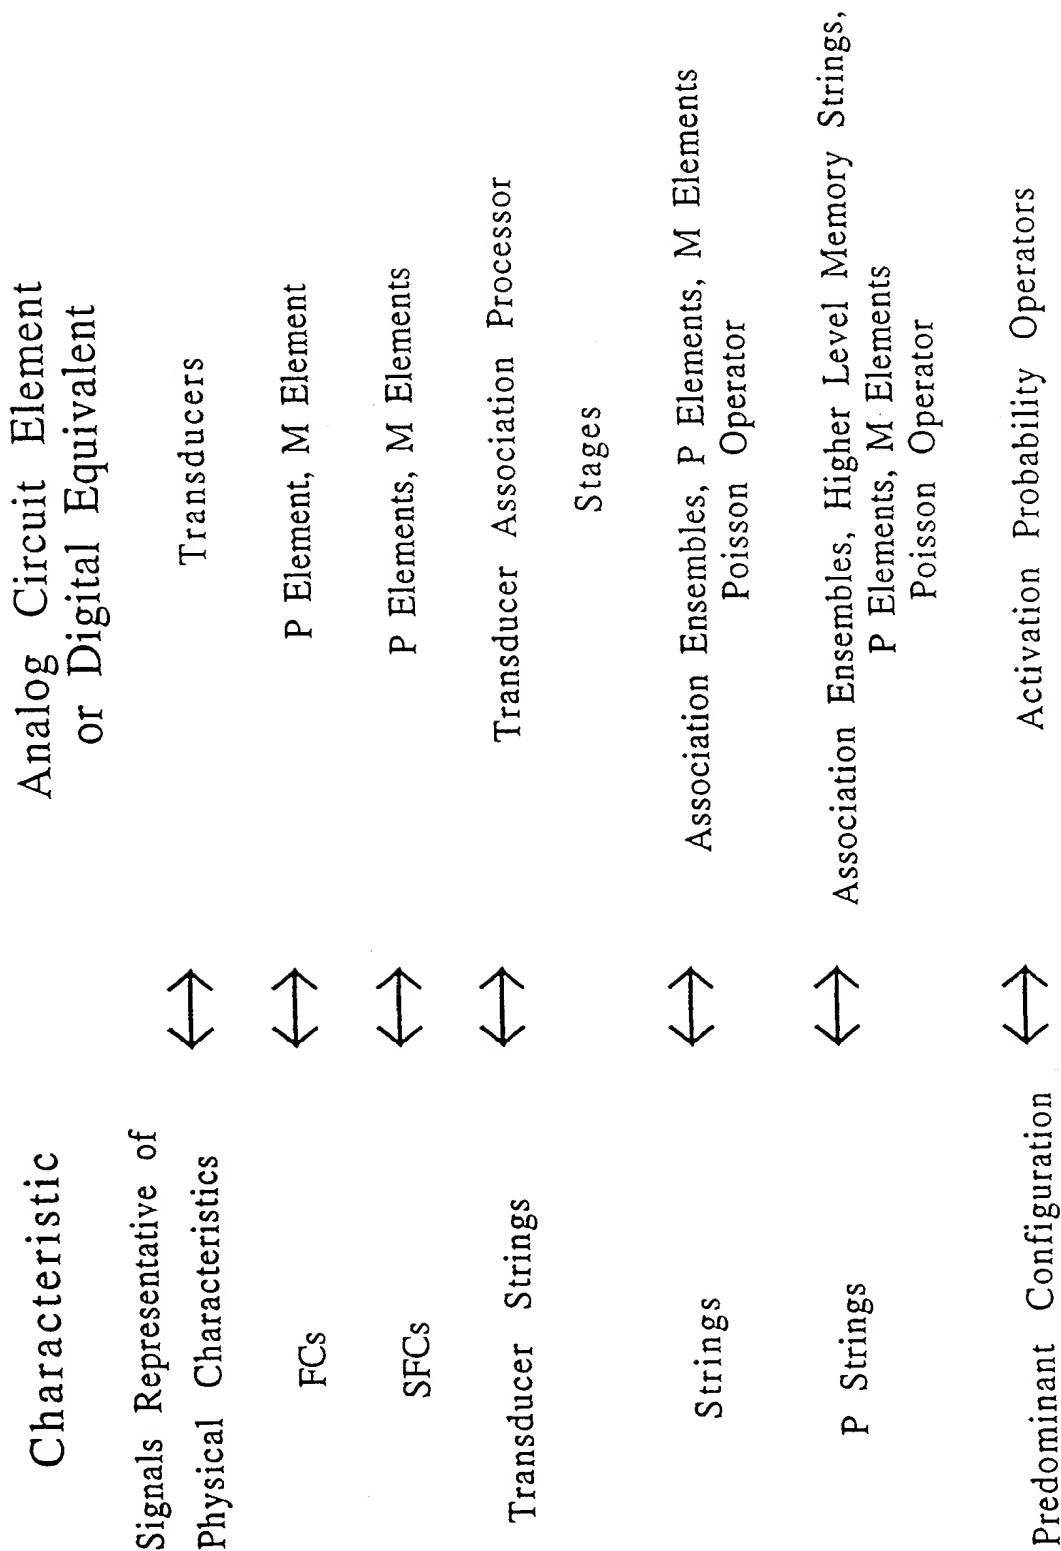 Characteristic
Analog Circuit Element
or Digital Equivalent
Signals Representative of
Physical Characteristics
Transducers
FCs
P Element, M Element
SFCs
P Elements, M Elements
Transducer Strings
Transducer Association Processor
Stages
Strings
Association Ensembles, P Elements, M Elements
Poisson Operator
P Strings
Association Ensembles, Higher Level Memory Strings,
P Elements, M Elements
Poisson Operator
Predominant Configuration
Activation Probability Operators